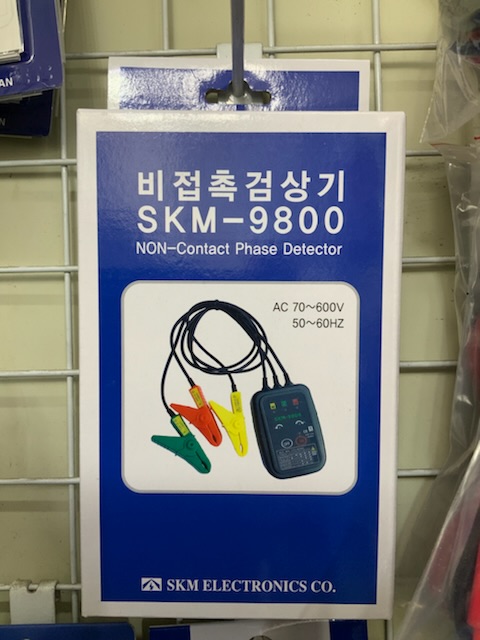 AN
비접촉검상기
SKM-9800
NON-Contact Phase Detector
AC 70~600V
50~60HZ
SKM ELECTRONICS CO.